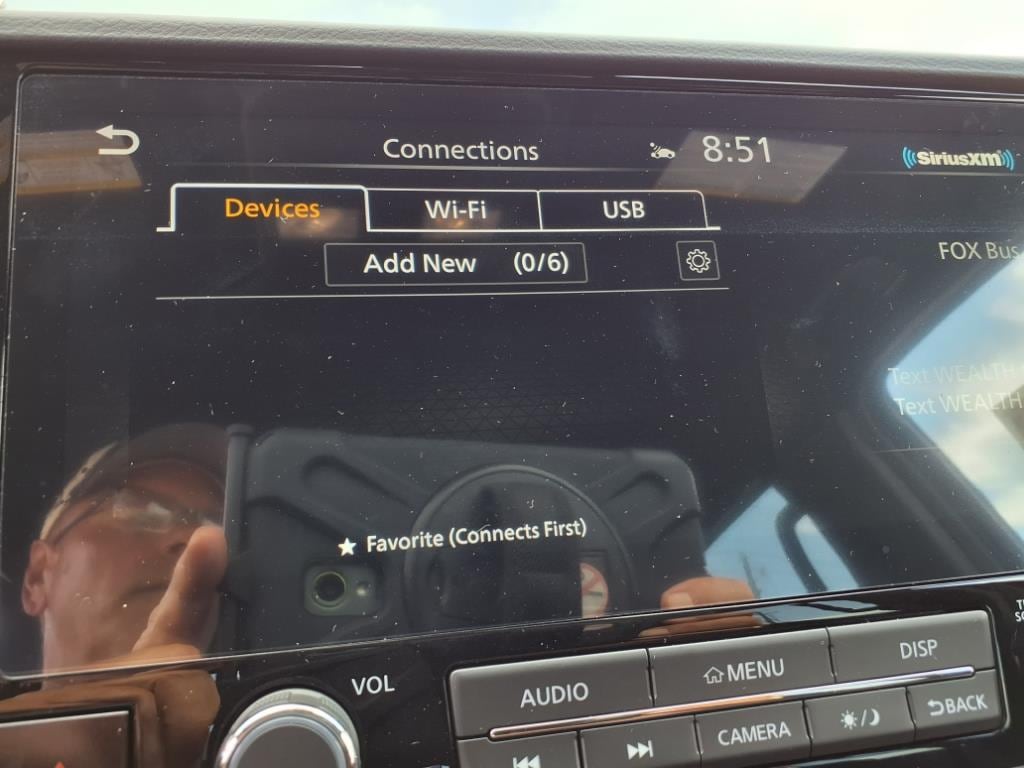 Connections
8:51
SiriusXM
Devices
Wi-Fi
USB
Add New (0/6)
FOX Bus
Text WEALTH
Text WEALTH
★ Favorite (Connects First)
VOL
AUDIO
MENU
DISP
CAMERA
BACK